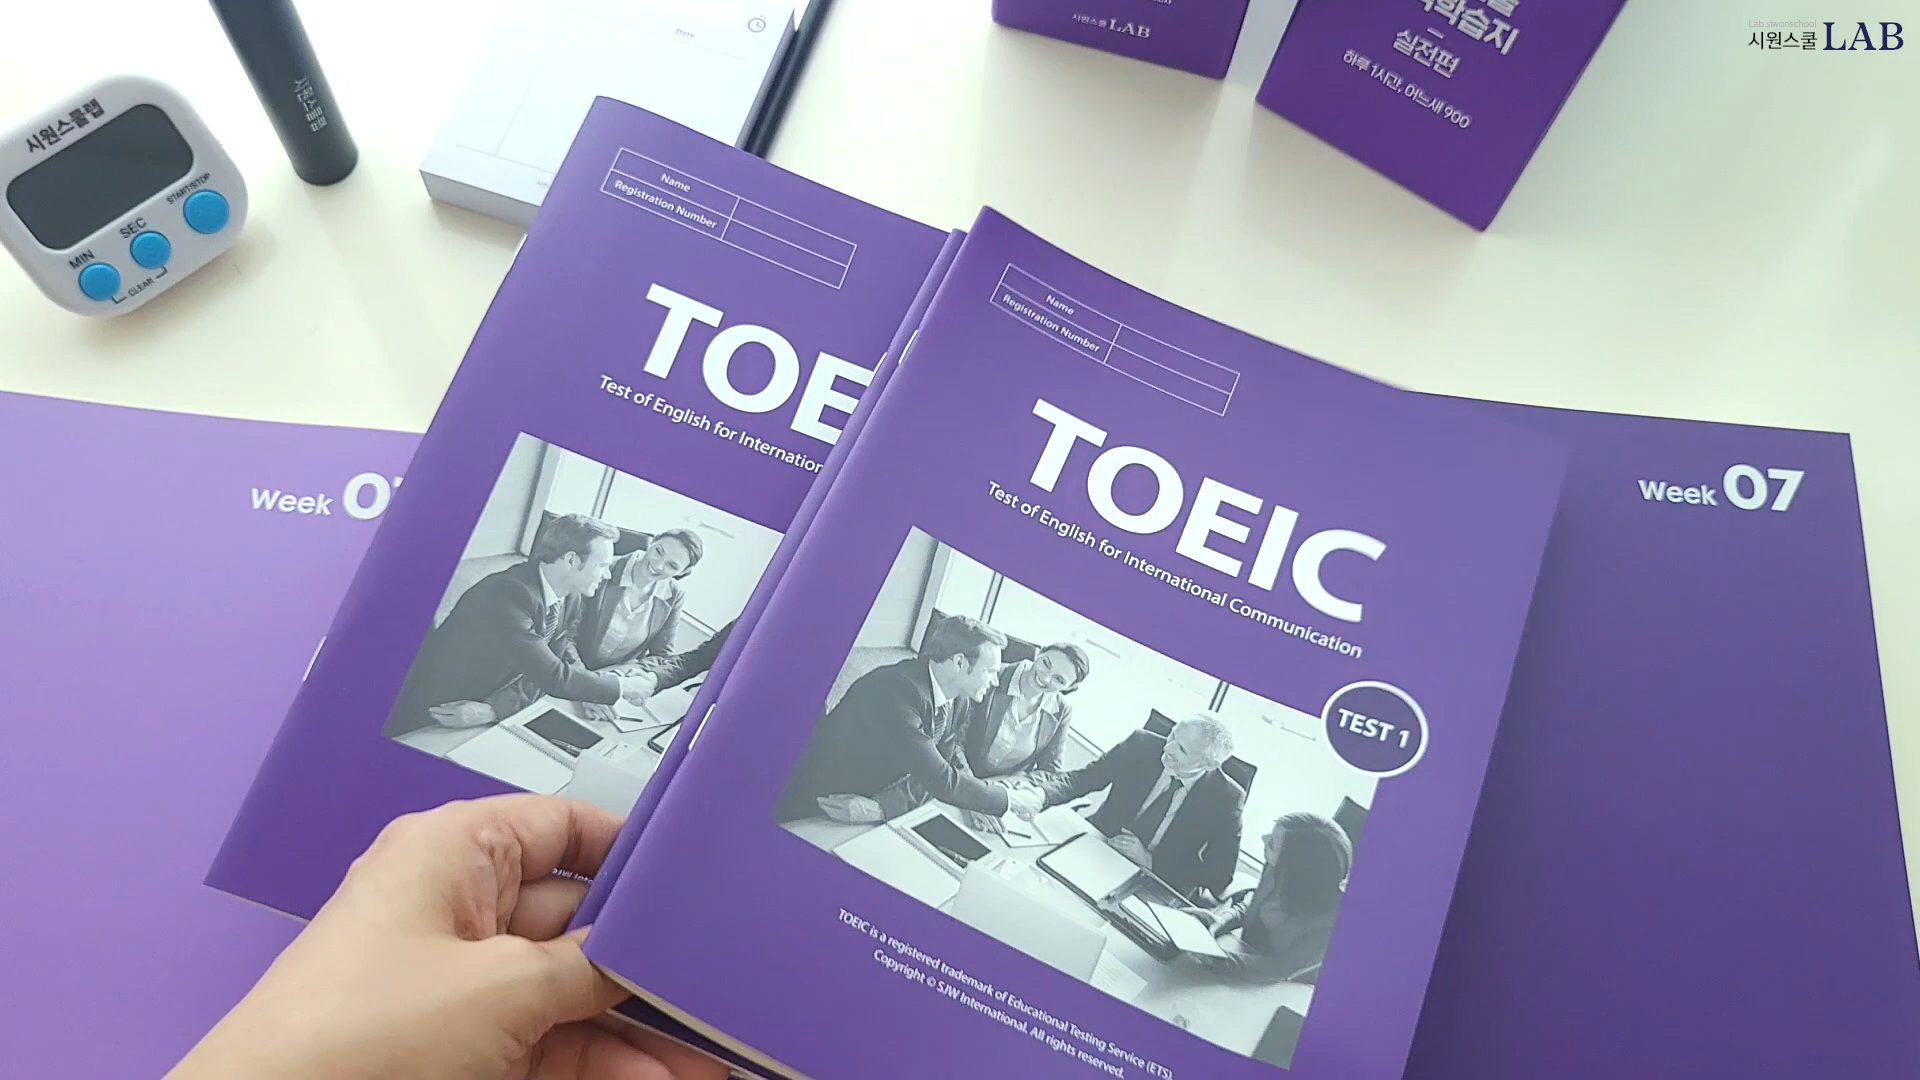 Lab.siwonschool
시원스쿨 LAB
시원스쿨랩
MIN
SEC
START/STOP
CLEAR
시원스쿨랩
Date
시원스쿨 LAB
학습지
실전편
하루 1시간, 어느새 900
Name
Registration Number
TOE
Test of English for Internation
Week 07
Name
Registration Number
TOEIC
Test of English for International Communication
TEST 1
TOEIC is a registered trademark of Educational Testing Service (ETS).
Copyright © SJW International. All rights reserved.
Week 07